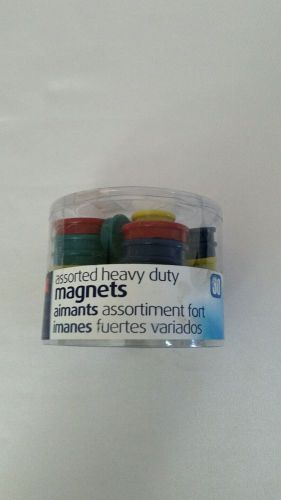 assorted heavy duty
magnets
aimants assortiment fort
imanes fuertes variados
30